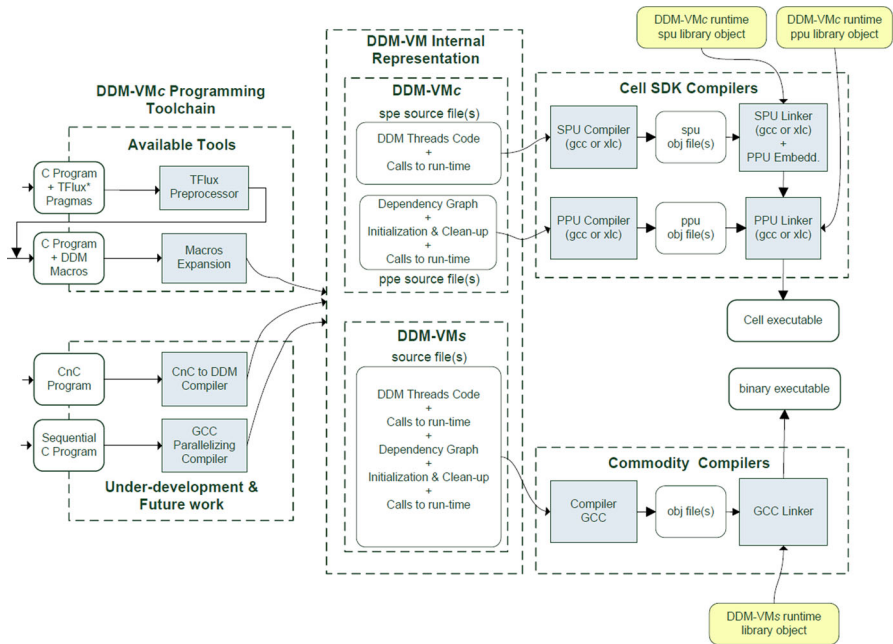 DDM-VMc Programming
Toolchain
Available Tools
C Program
+ TFlux*
Pragmas
TFlux
Preprocessor
C Program
+ DDM
Macros
Macros
Expansion
CnC
Program
CnC to DDM
Compiler
Sequential
C Program
GCC
Parallelizing
Compiler
Under-development &
Future work
DDM-VM Internal
Representation
DDM-VMc
spe source file(s)
DDM Threads Code
+
Calls to run-time
Dependency Graph
+
Initialization & Clean-up
+
Calls to run-time
ppe source file(s)
DDM-VMs
source file(s)
DDM Threads Code
+
Calls to run-time
+
Dependency Graph
+
Initialization & Clean-up
+
Calls to run-time
DDM-VMc runtime
spu library object
DDM-VMc runtime
ppu library object
Cell SDK Compilers
SPU Compiler
(gcc or xlc)
spu
obj file(s)
SPU Linker
(gcc or xlc)
+
PPU Embedd.
PPU Compiler
(gcc or xlc)
ppu
obj file(s)
PPU Linker
(gcc or xlc)
Cell executable
binary executable
Commodity Compilers
Compiler
GCC
obj file(s)
GCC Linker
DDM-VMs runtime
library object